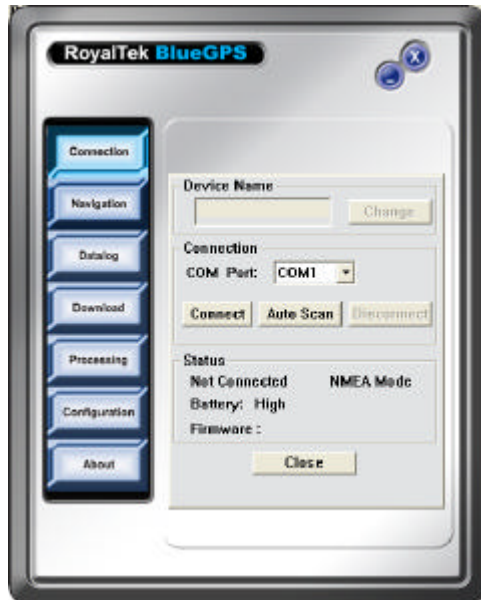 RoyalTek BlueGPS
X
Connection
Navigation
Datalog
Download
Processing
Configuration
About
Device Name
Change
Connection
COM Port: COM1
Connect Auto Scan Disconnect
Status
Not Connected NMEA Mode
Battery: High
Firmware :
Close